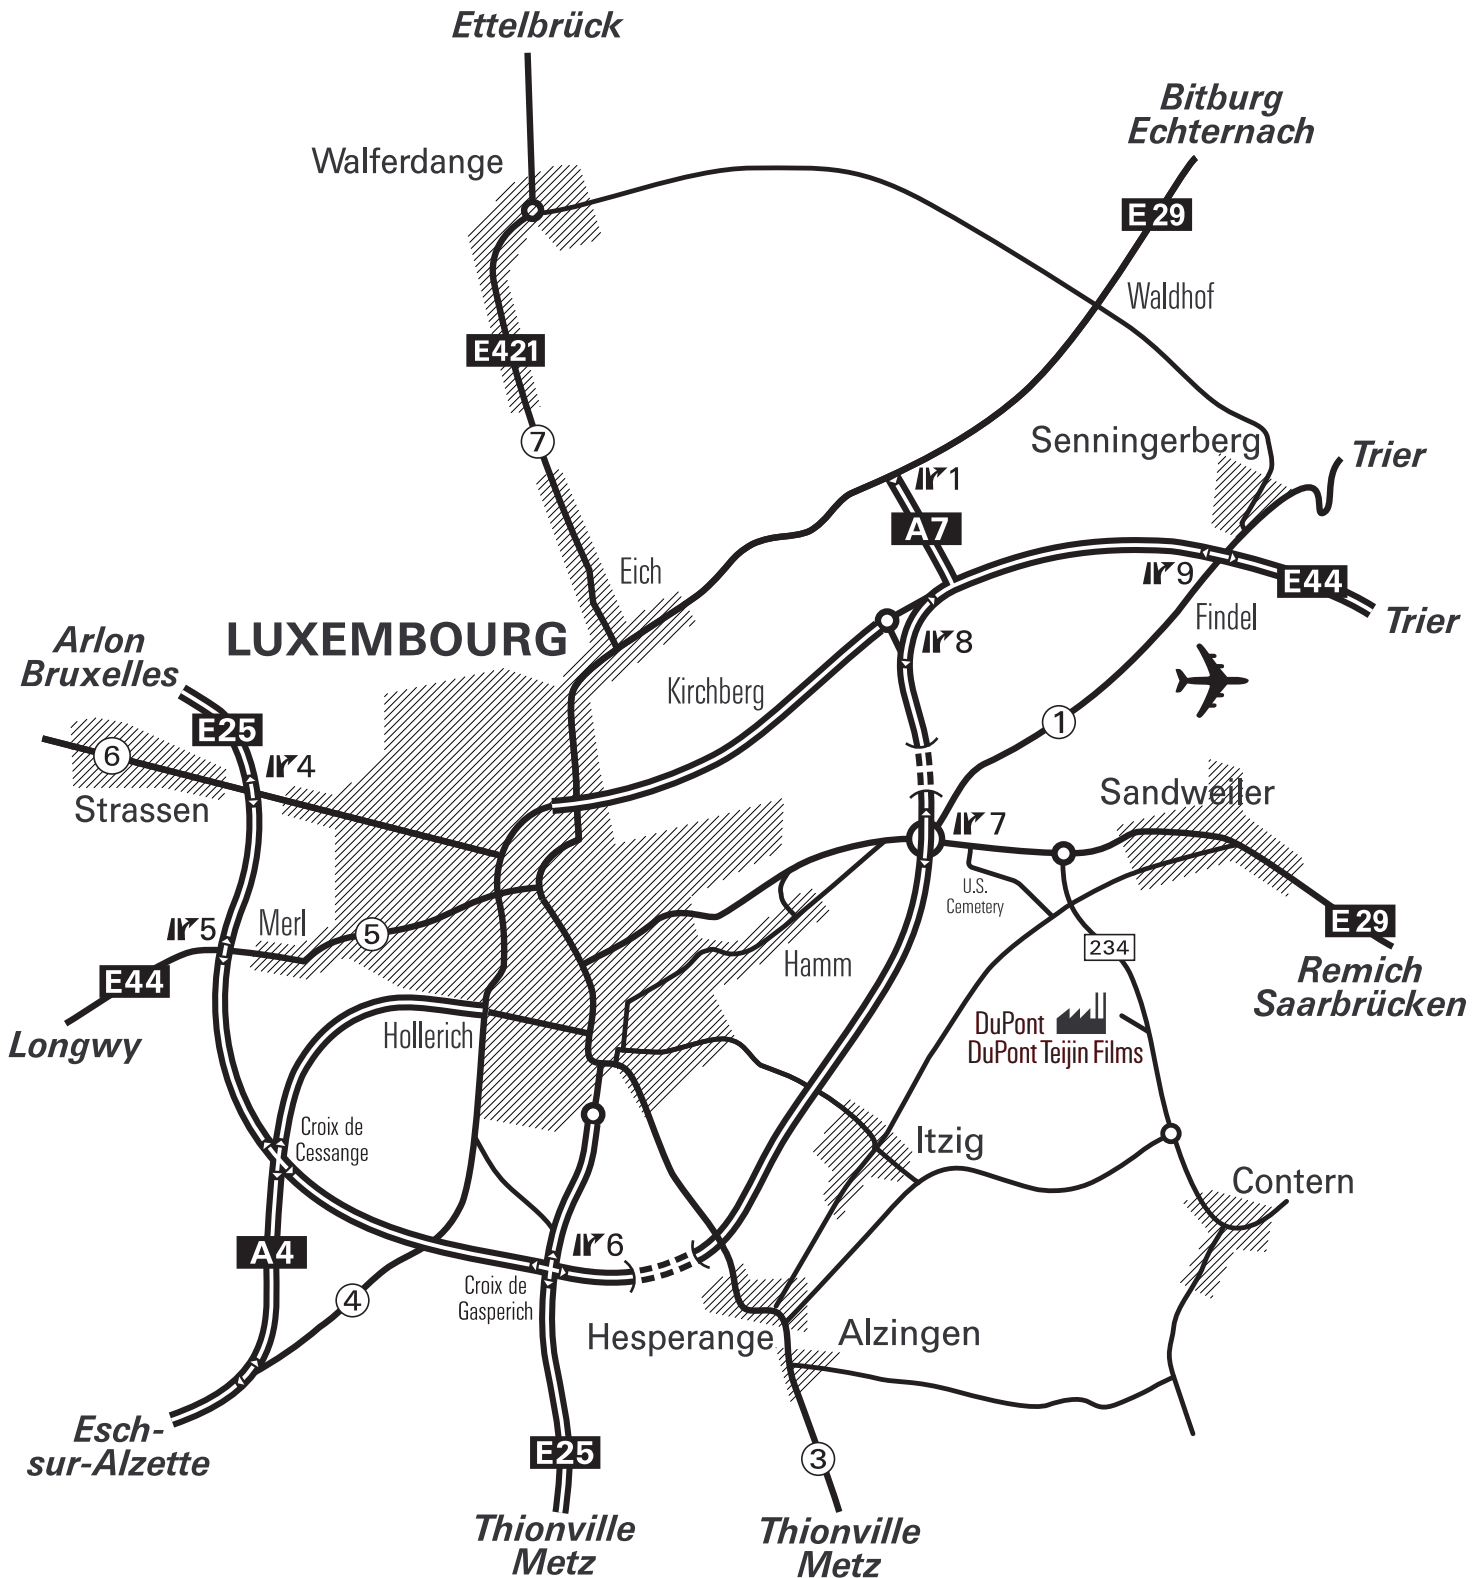 Ettelbrück
Bitburg
Echternach
Walferdange
E 29
Waldhof
E421
7
Senningerberg
Trier
1
A 7
Eich
9
E44
Findel
Trier
LUXEMBOURG
Arlon
Bruxelles
8
Kirchberg
E25
1
6
4
Strassen
Sandweiler
7
U.S.
Cemetery
Merl
5
5
E 29
234
Hamm
E44
Remich
Saarbrücken
Longwy
Hollerich
DuPont
DuPont Teijin Films
Croix de
Cessange
Itzig
Contern
A 4
6
4
Croix de
Gasperich
Hesperange
Alzingen
Esch-
sur-Alzette
E25
3
Thionville
Metz
Thionville
Metz